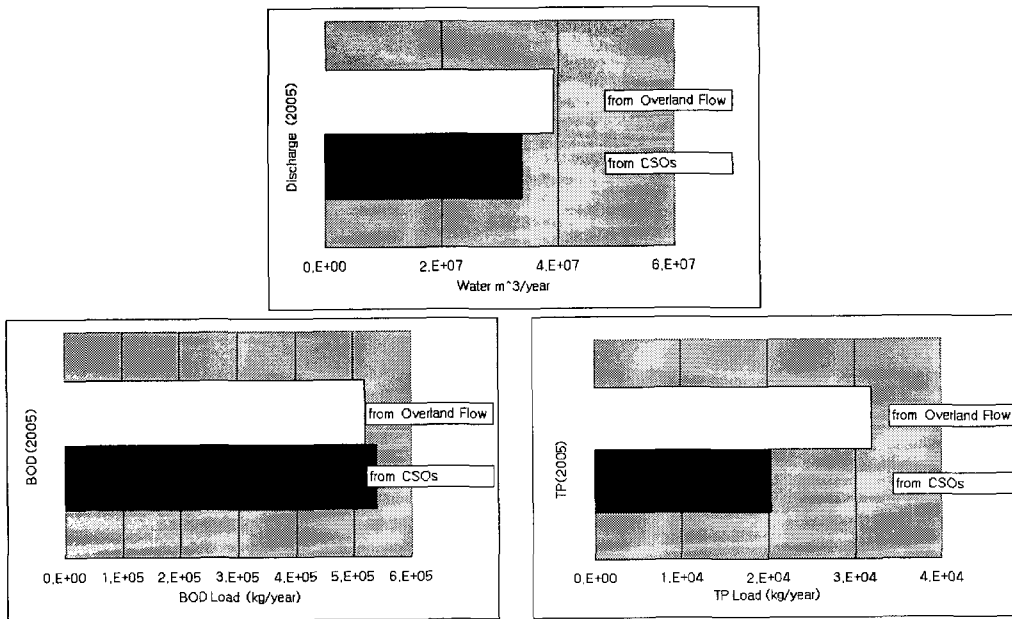 Discharge (2005)
from Overland Flow
from CSOs
0.E+00 2.E+07 4.E+07 6.E+07
Water m^3/year
BOD(2005)
from Overland Flow
from CSOs
0.E+00 1.E+05 2.E+05 3.E+05 4.E+05 5.E+05 6.E+05
BOD Load (kg/year)
TP(2005)
from Overland Flow
from CSOs
0.E+00 1.E+04 2.E+04 3.E+04 4.E+04
TP Load (kg/year)